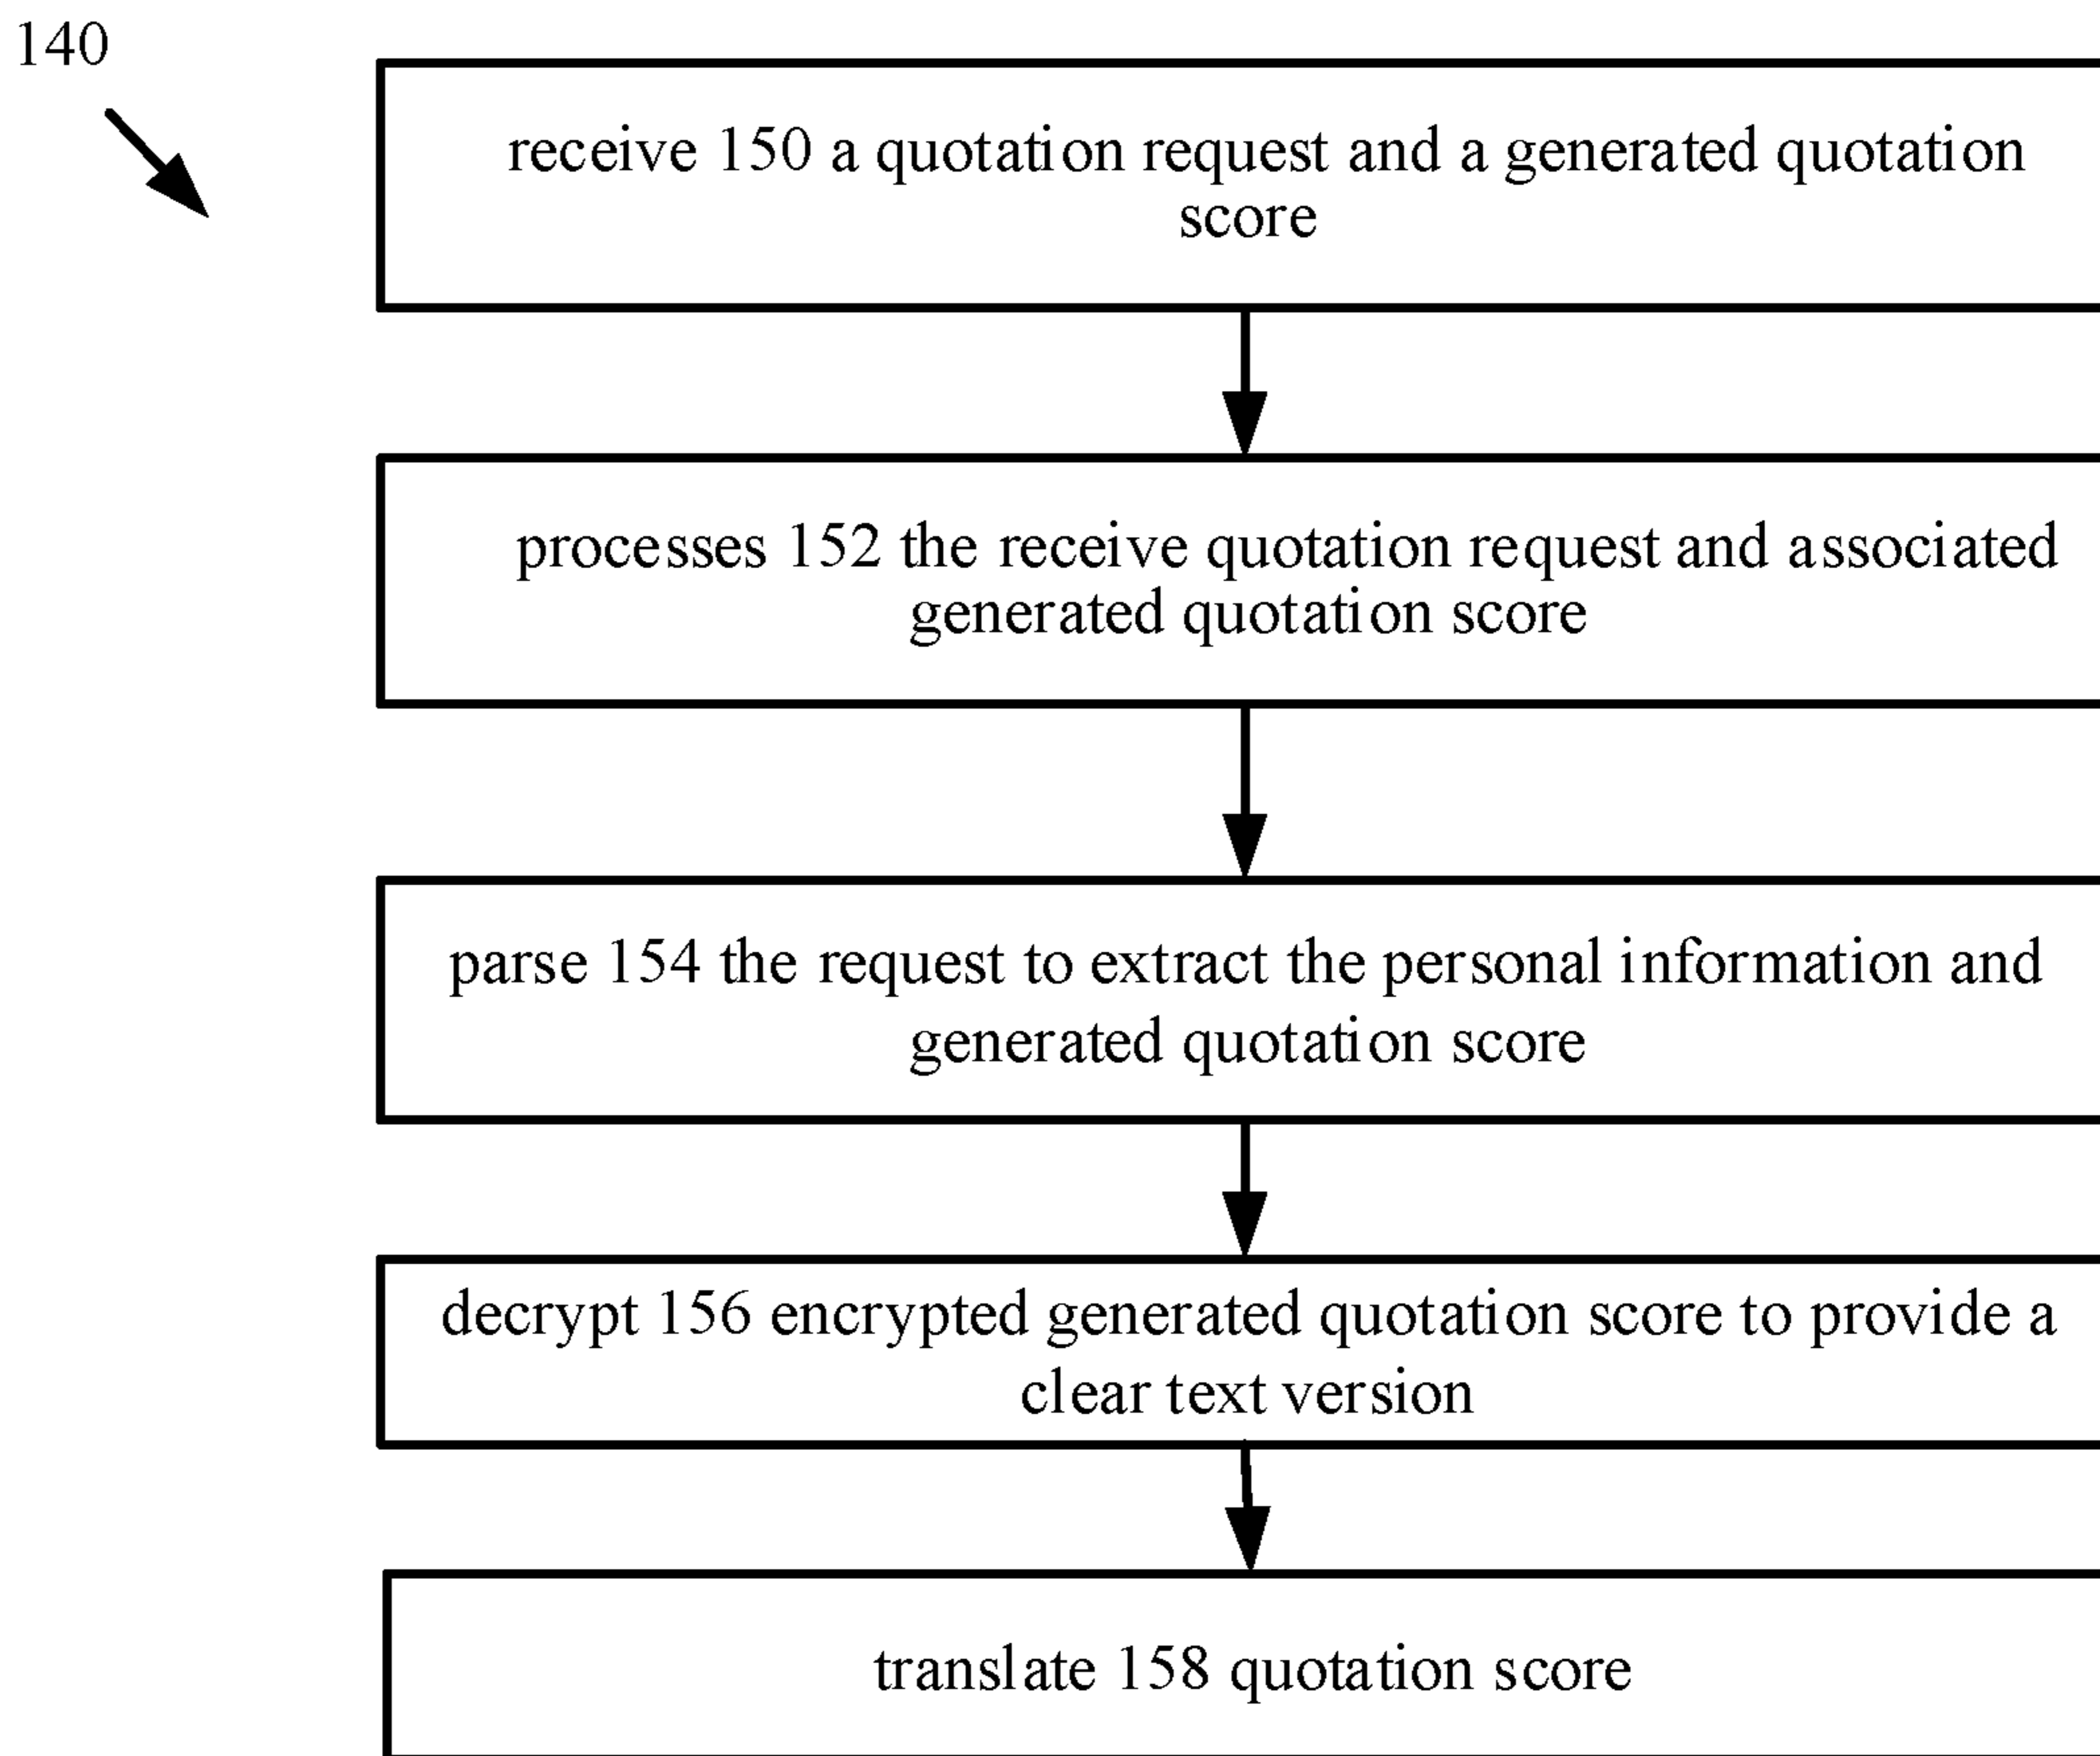 140
receive 150 a quotation request and a generated quotation
score
processes 152 the receive quotation request and associated
generated quotation score
parse 154 the request to extract the personal information and
generated quotation score
decrypt 156 encrypted generated quotation score to provide a
clear text version
translate 158 quotation score